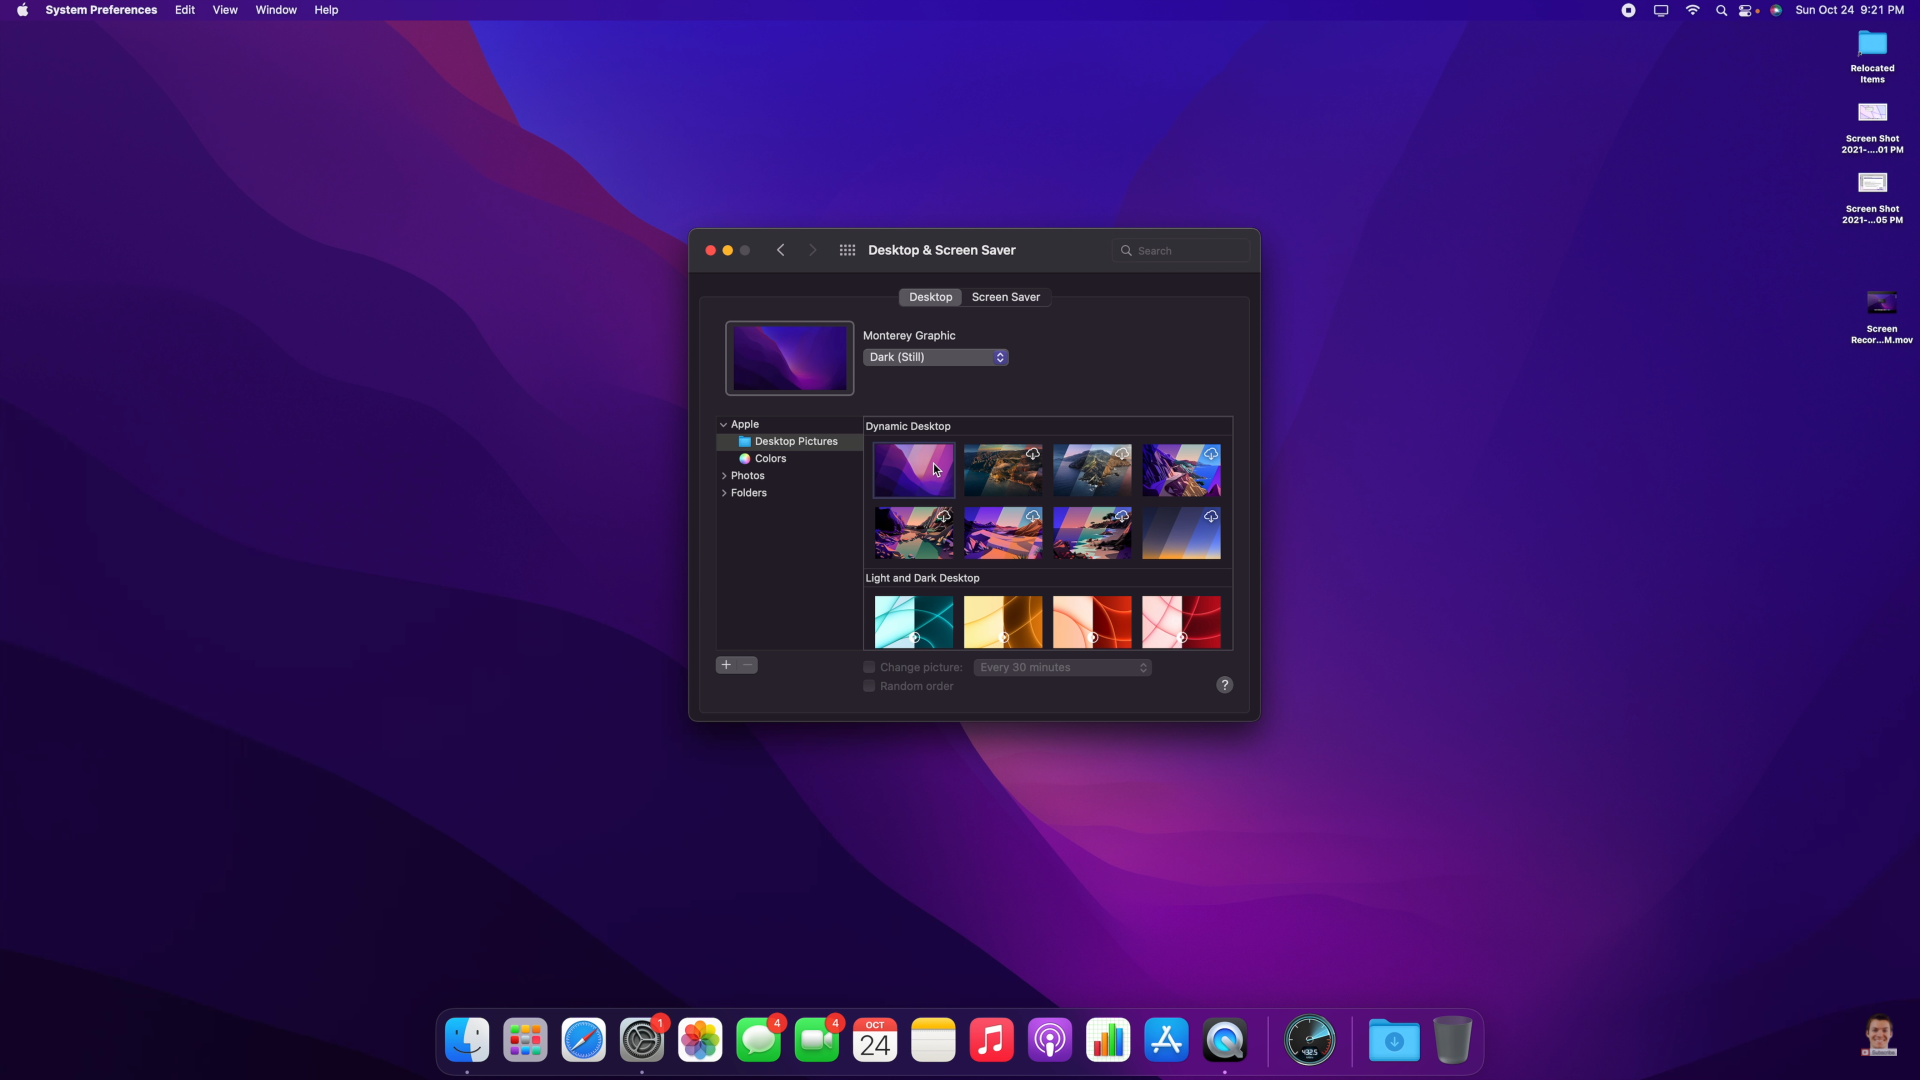 System Preferences Edit View Window Help
Sun Oct 24 9:21 PM
Relocated
Items
Screen Shot
2021-....01 PM
Screen Shot
2021-...05 PM
Screen
Recor...M.mov
Desktop & Screen Saver
Search
Desktop
Screen Saver
Monterey Graphic
Dark (Still)
Apple
Desktop Pictures
Colors
Photos
Folders
Dynamic Desktop
Light and Dark Desktop
+ −
Change picture: Every 30 minutes
Random order
?
1
4
4
OCT
24